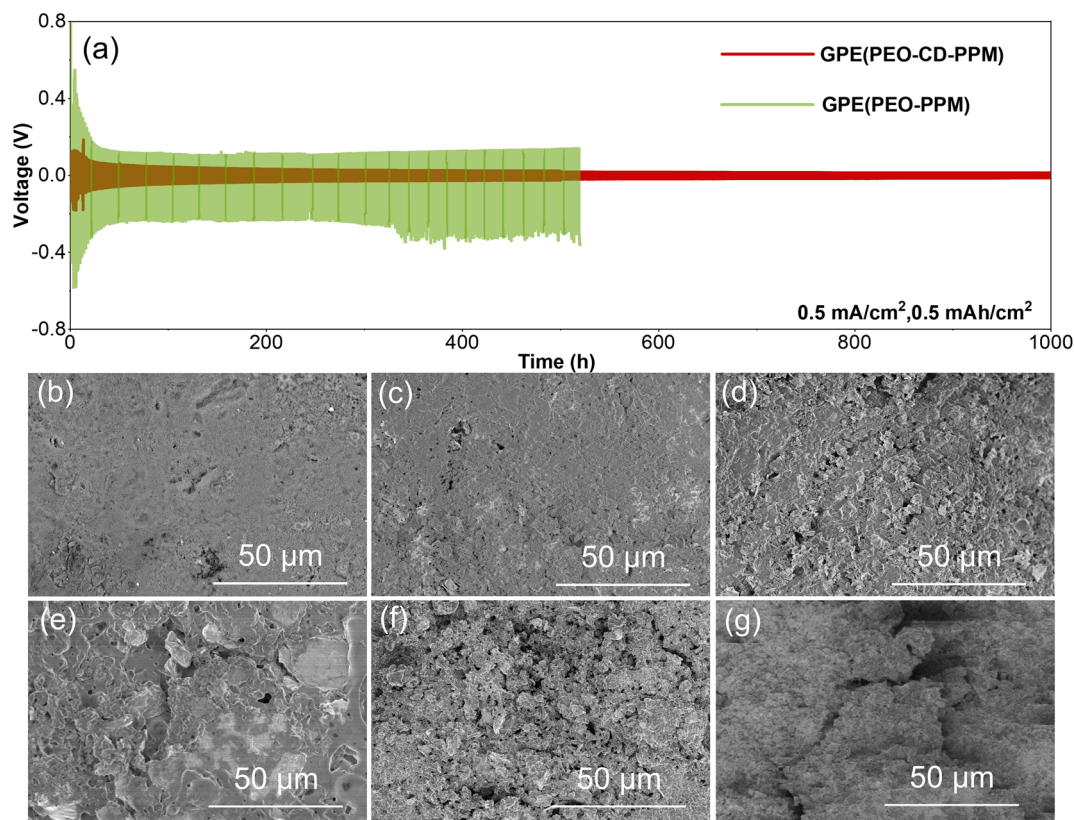 (a)
GPE(PEO-CD-PPM)
GPE(PEO-PPM)
Voltage (V)
0.8
0.4
0.0
-0.4
-0.8
0.5 mA/cm²,0.5 mAh/cm²
0 200 400 600 800 1000
Time (h)
(b) (c) (d)
50 µm 50 µm 50 µm
(e) (f) (g)
50 µm 50 µm 50 µm